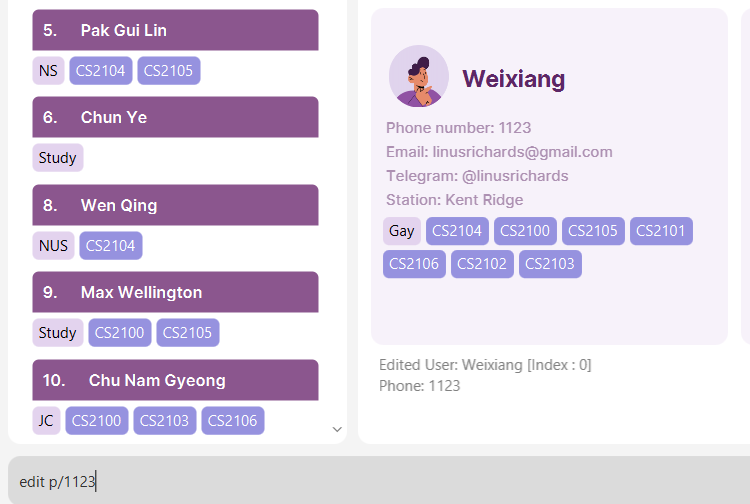 5. Pak Gui Lin
NS CS2104 CS2105
6. Chun Ye
Study
8. Wen Qing
NUS CS2104
9. Max Wellington
Study CS2100 CS2105
10. Chu Nam Gyeong
JC CS2100 CS2103 CS2106
Weixiang
Phone number: 1123
Email: linusrichards@gmail.com
Telegram: @linusrichards
Station: Kent Ridge
Gay CS2104 CS2100 CS2105 CS2101
CS2106 CS2102 CS2103
Edited User: Weixiang [Index : 0]
Phone: 1123
edit p/1123